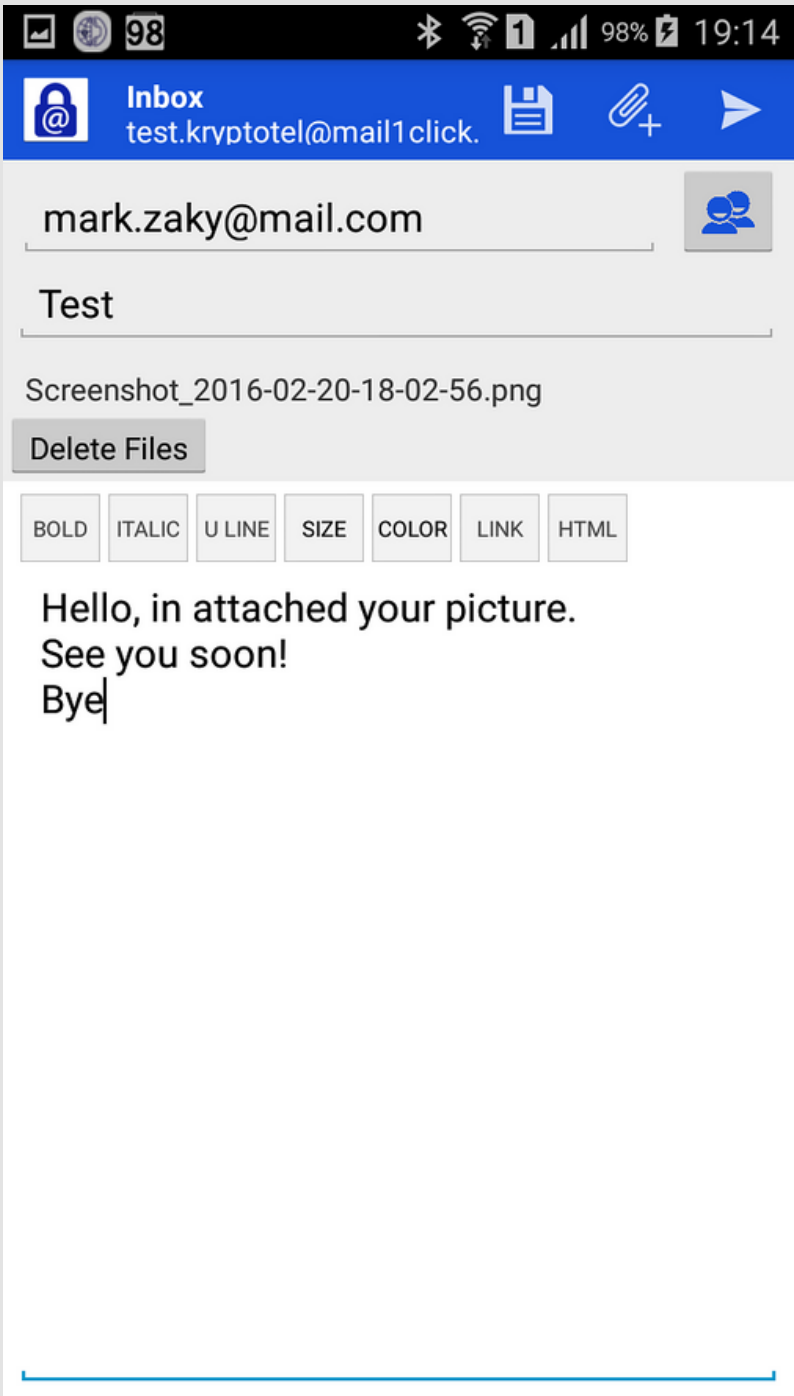 98 1 98% 19:14
Inbox
test.kryptotel@mail1click.
mark.zaky@mail.com
Test
Screenshot_2016-02-20-18-02-56.png
Delete Files
BOLD ITALIC U LINE SIZE COLOR LINK HTML
Hello, in attached your picture.
See you soon!
Bye